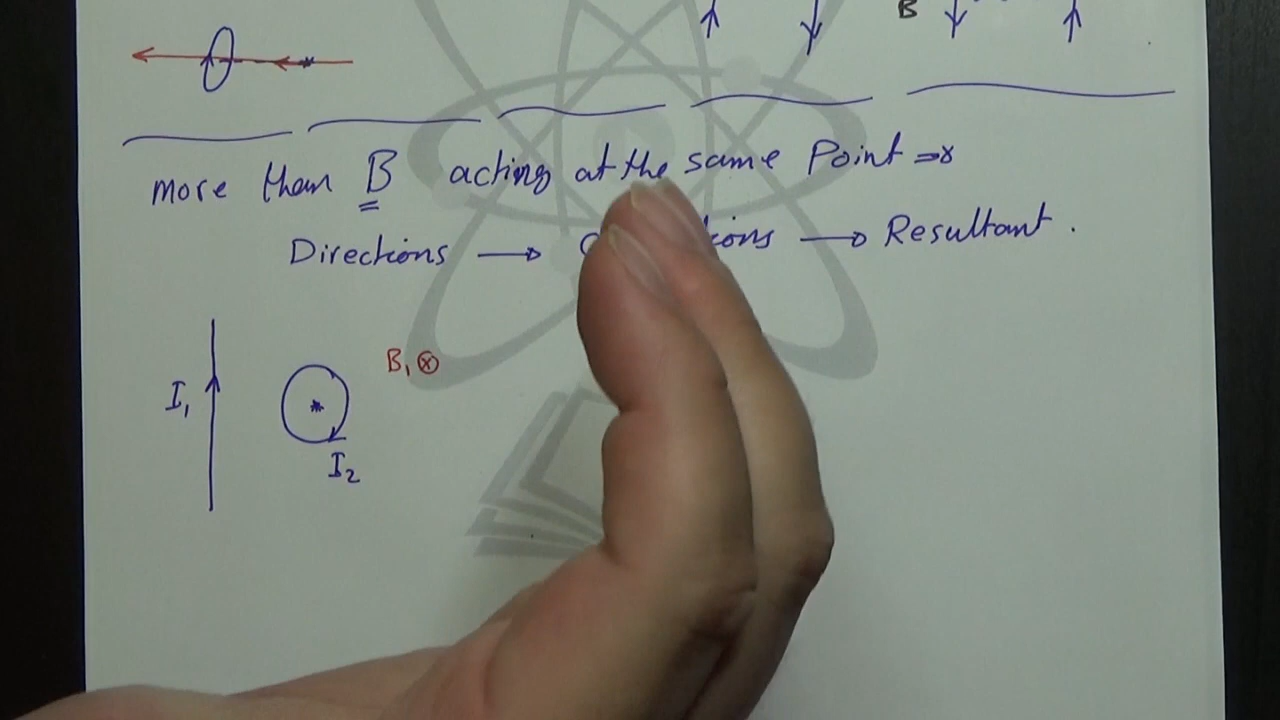 B
more than B acting at the same Point ⇒
Directions → → Resultant.
I₁
B₁ ⊗
I₂